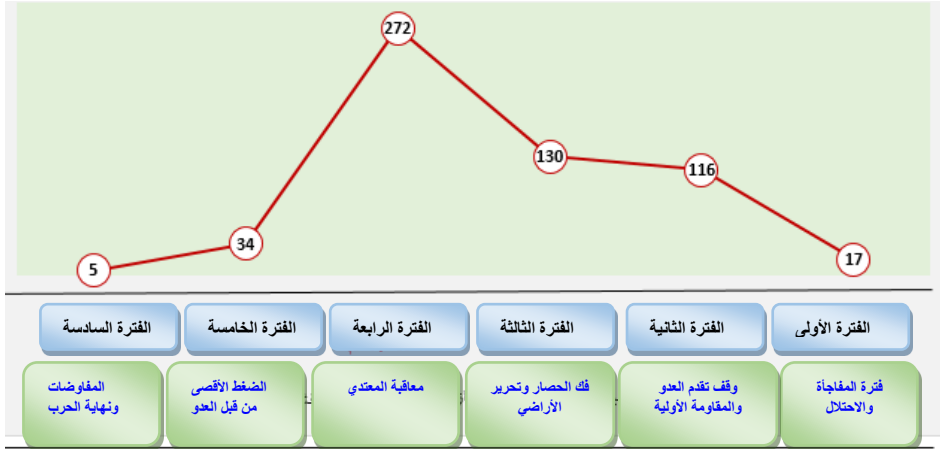 272
130
116
34
17
5
الفترة الأولى
الفترة الثانية
الفترة الثالثة
الفترة الرابعة
الفترة الخامسة
الفترة السادسة
فترة المفاجأة
والاحتلال
وقف تقدم العدو
والمقاومة الأولية
فك الحصار وتحرير
الأراضي
معاقبة المعتدي
الضغط الأقصى
من قبل العدو
المفاوضات
ونهاية الحرب